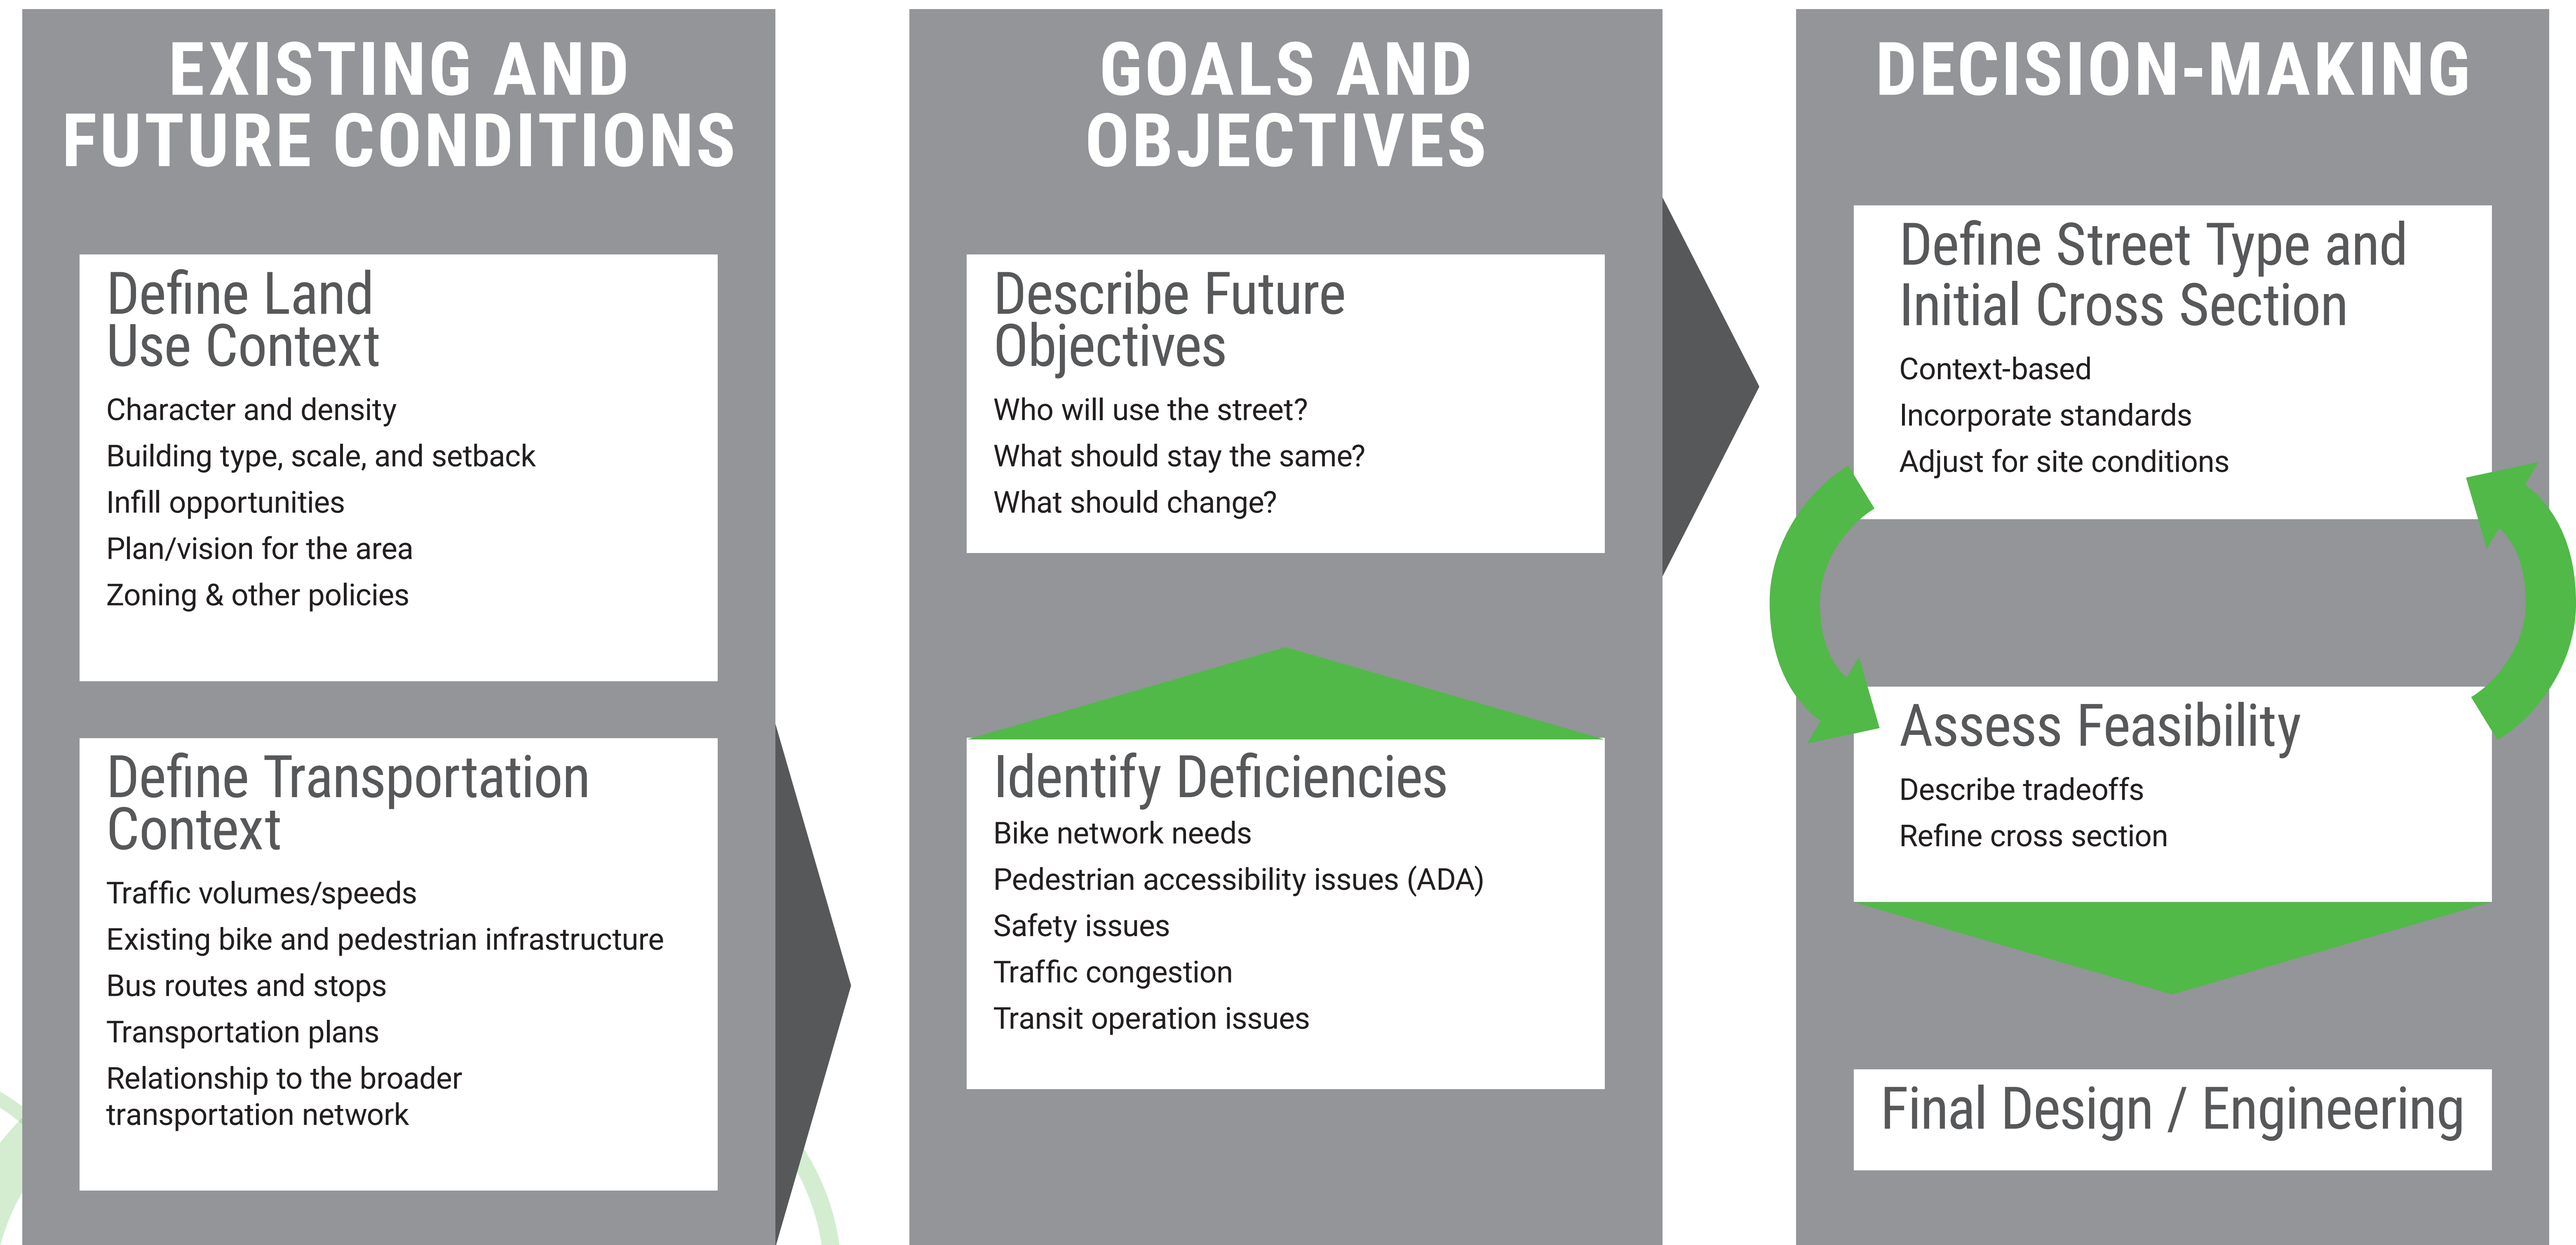 EXISTING AND
FUTURE CONDITIONS
Define Land
Use Context
Character and density
Building type, scale, and setback
Infill opportunities
Plan/vision for the area
Zoning & other policies
Define Transportation
Context
Traffic volumes/speeds
Existing bike and pedestrian infrastructure
Bus routes and stops
Transportation plans
Relationship to the broader
transportation network
GOALS AND
OBJECTIVES
Describe Future
Objectives
Who will use the street?
What should stay the same?
What should change?
Identify Deficiencies
Bike network needs
Pedestrian accessibility issues (ADA)
Safety issues
Traffic congestion
Transit operation issues
DECISION-MAKING
Define Street Type and
Initial Cross Section
Context-based
Incorporate standards
Adjust for site conditions
Assess Feasibility
Describe tradeoffs
Refine cross section
Final Design / Engineering